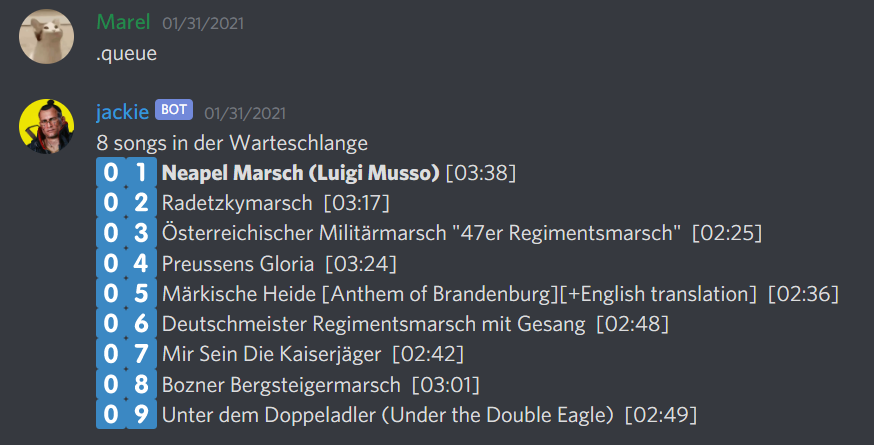 Marel 01/31/2021
.queue
jackie BOT 01/31/2021
8 songs in der Warteschlange
0 1 Neapel Marsch (Luigi Musso) [03:38]
0 2 Radetzkymarsch [03:17]
0 3 Österreichischer Militärmarsch "47er Regimentsmarsch" [02:25]
0 4 Preussens Gloria [03:24]
0 5 Märkische Heide [Anthem of Brandenburg][+English translation] [02:36]
0 6 Deutschmeister Regimentsmarsch mit Gesang [02:48]
0 7 Mir Sein Die Kaiserjäger [02:42]
0 8 Bozner Bergsteigermarsch [03:01]
0 9 Unter dem Doppeladler (Under the Double Eagle) [02:49]